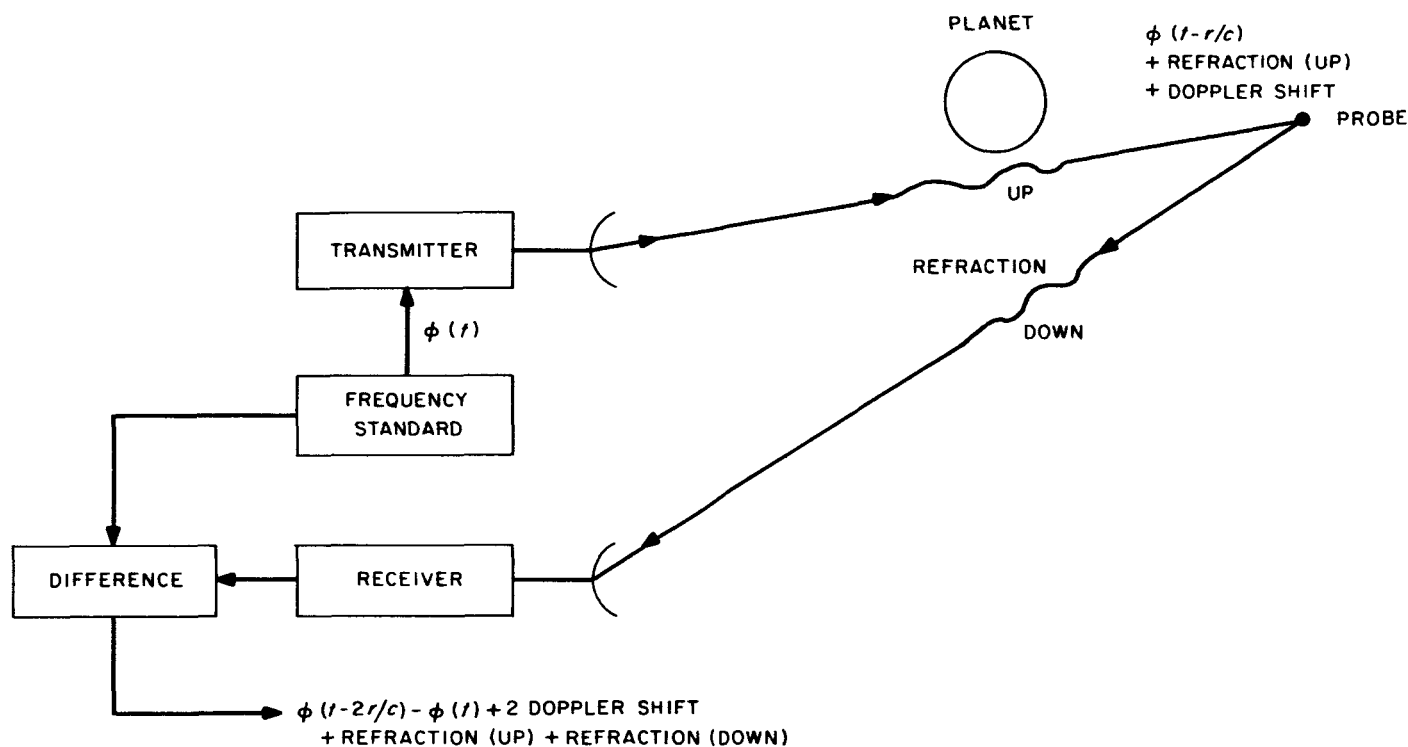 PLANET
ϕ (t-r/c)
+ REFRACTION (UP)
+ DOPPLER SHIFT
PROBE
UP
TRANSMITTER
REFRACTION
DOWN
ϕ (t)
FREQUENCY
STANDARD
DIFFERENCE
RECEIVER
ϕ (t-2r/c) - ϕ (t) + 2 DOPPLER SHIFT
+ REFRACTION (UP) + REFRACTION (DOWN)